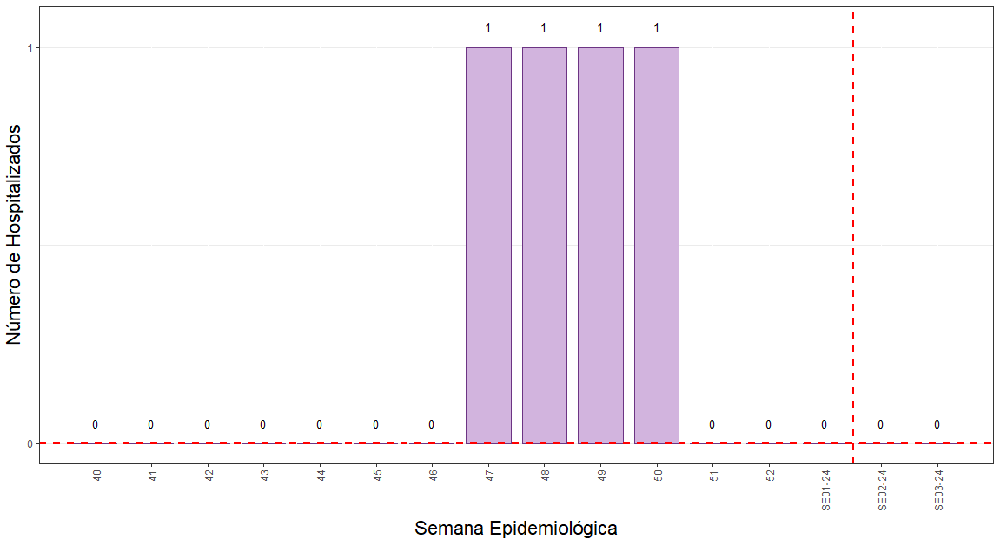 Número de Hospitalizados
1
0
0 0 0 0 0 0 0 1 1 1 1 0 0 0 0 0
40 41 42 43 44 45 46 47 48 49 50 51 52 SE01-24 SE02-24 SE03-24
Semana Epidemiológica